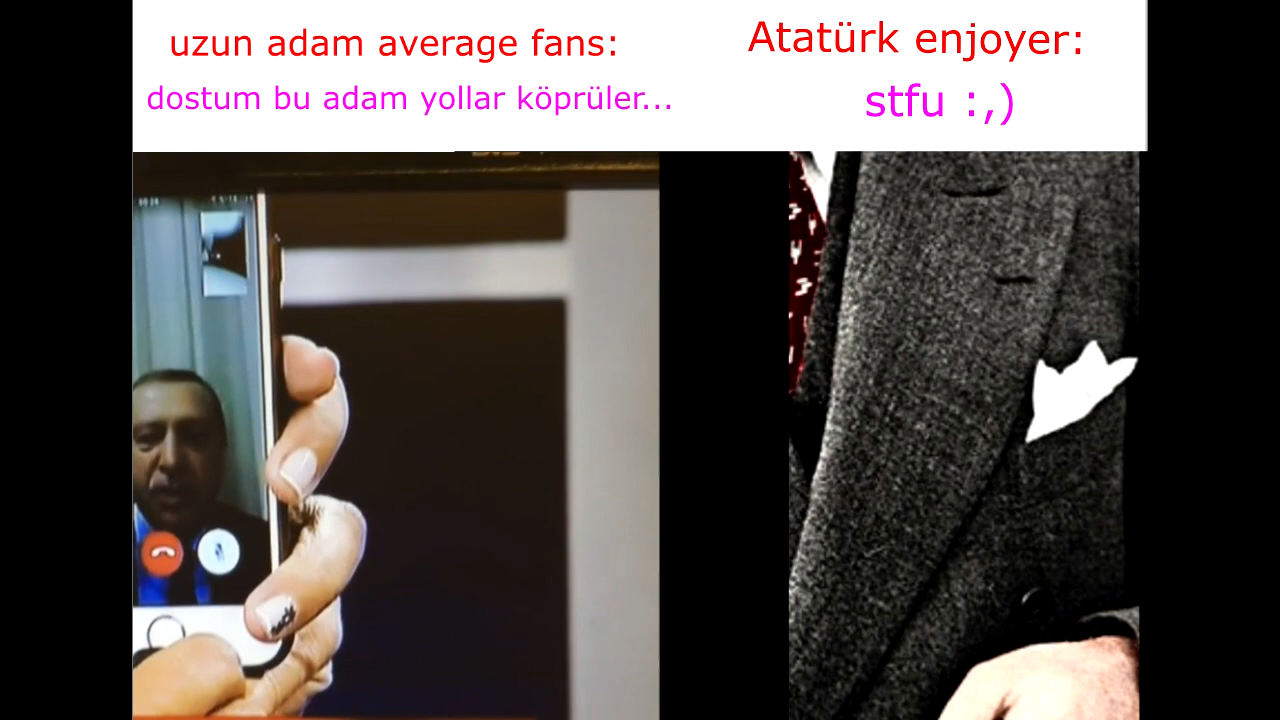 uzun adam average fans:
dostum bu adam yollar köprüler...
Atatürk enjoyer:
stfu :,)